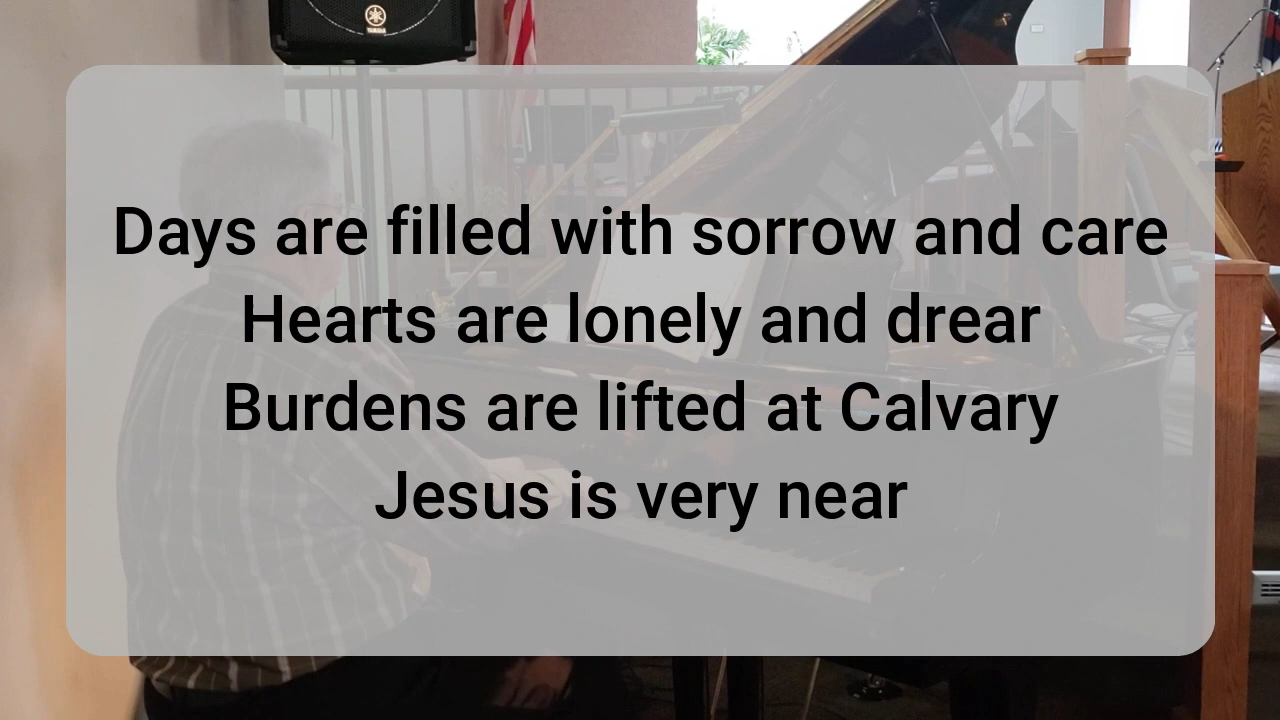 YAMAHA
Days are filled with sorrow and care
Hearts are lonely and drear
Burdens are lifted at Calvary
Jesus is very near